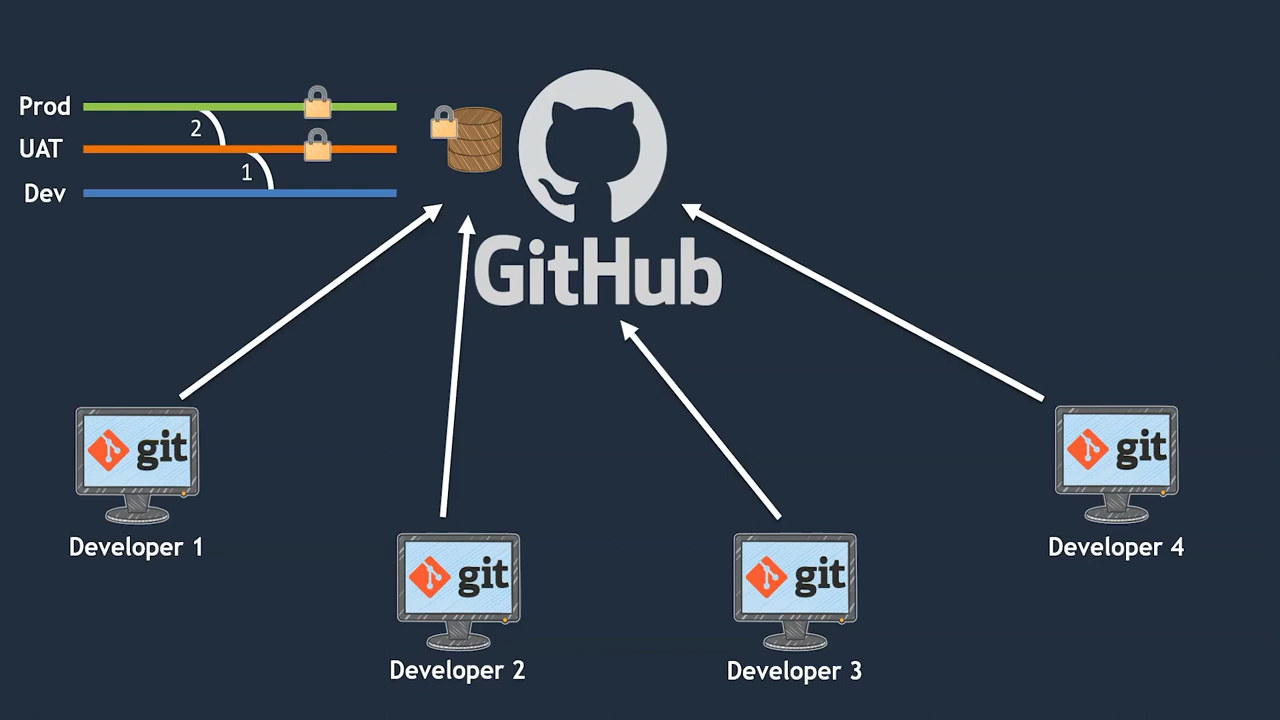 Prod
2
UAT
1
Dev
GitHub
git
Developer 1
git
Developer 4
git
Developer 2
git
Developer 3